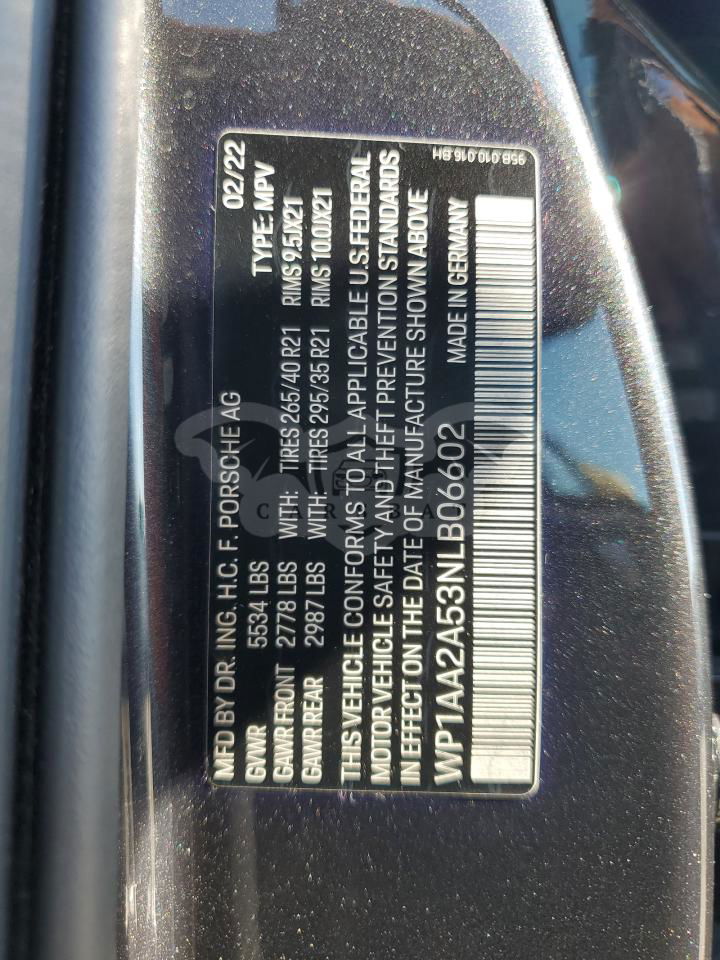 MFD BY DR. ING. H.C. F. PORSCHE AG 02/22
GVWR 5534 LBS TYPE: MPV
GAWR FRONT 2778 LBS WITH: TIRES 265/40 R21 RIMS 9.5JX21
GAWR REAR 2987 LBS WITH: TIRES 295/35 R21 RIMS 10.0JX21
THIS VEHICLE CONFORMS TO ALL APPLICABLE U.S. FEDERAL
MOTOR VEHICLE SAFETY AND THEFT PREVENTION STANDARDS
IN EFFECT ON THE DATE OF MANUFACTURE SHOWN ABOVE
95B.010.016.BH
WP1AA2A53NLB06602 MADE IN GERMANY